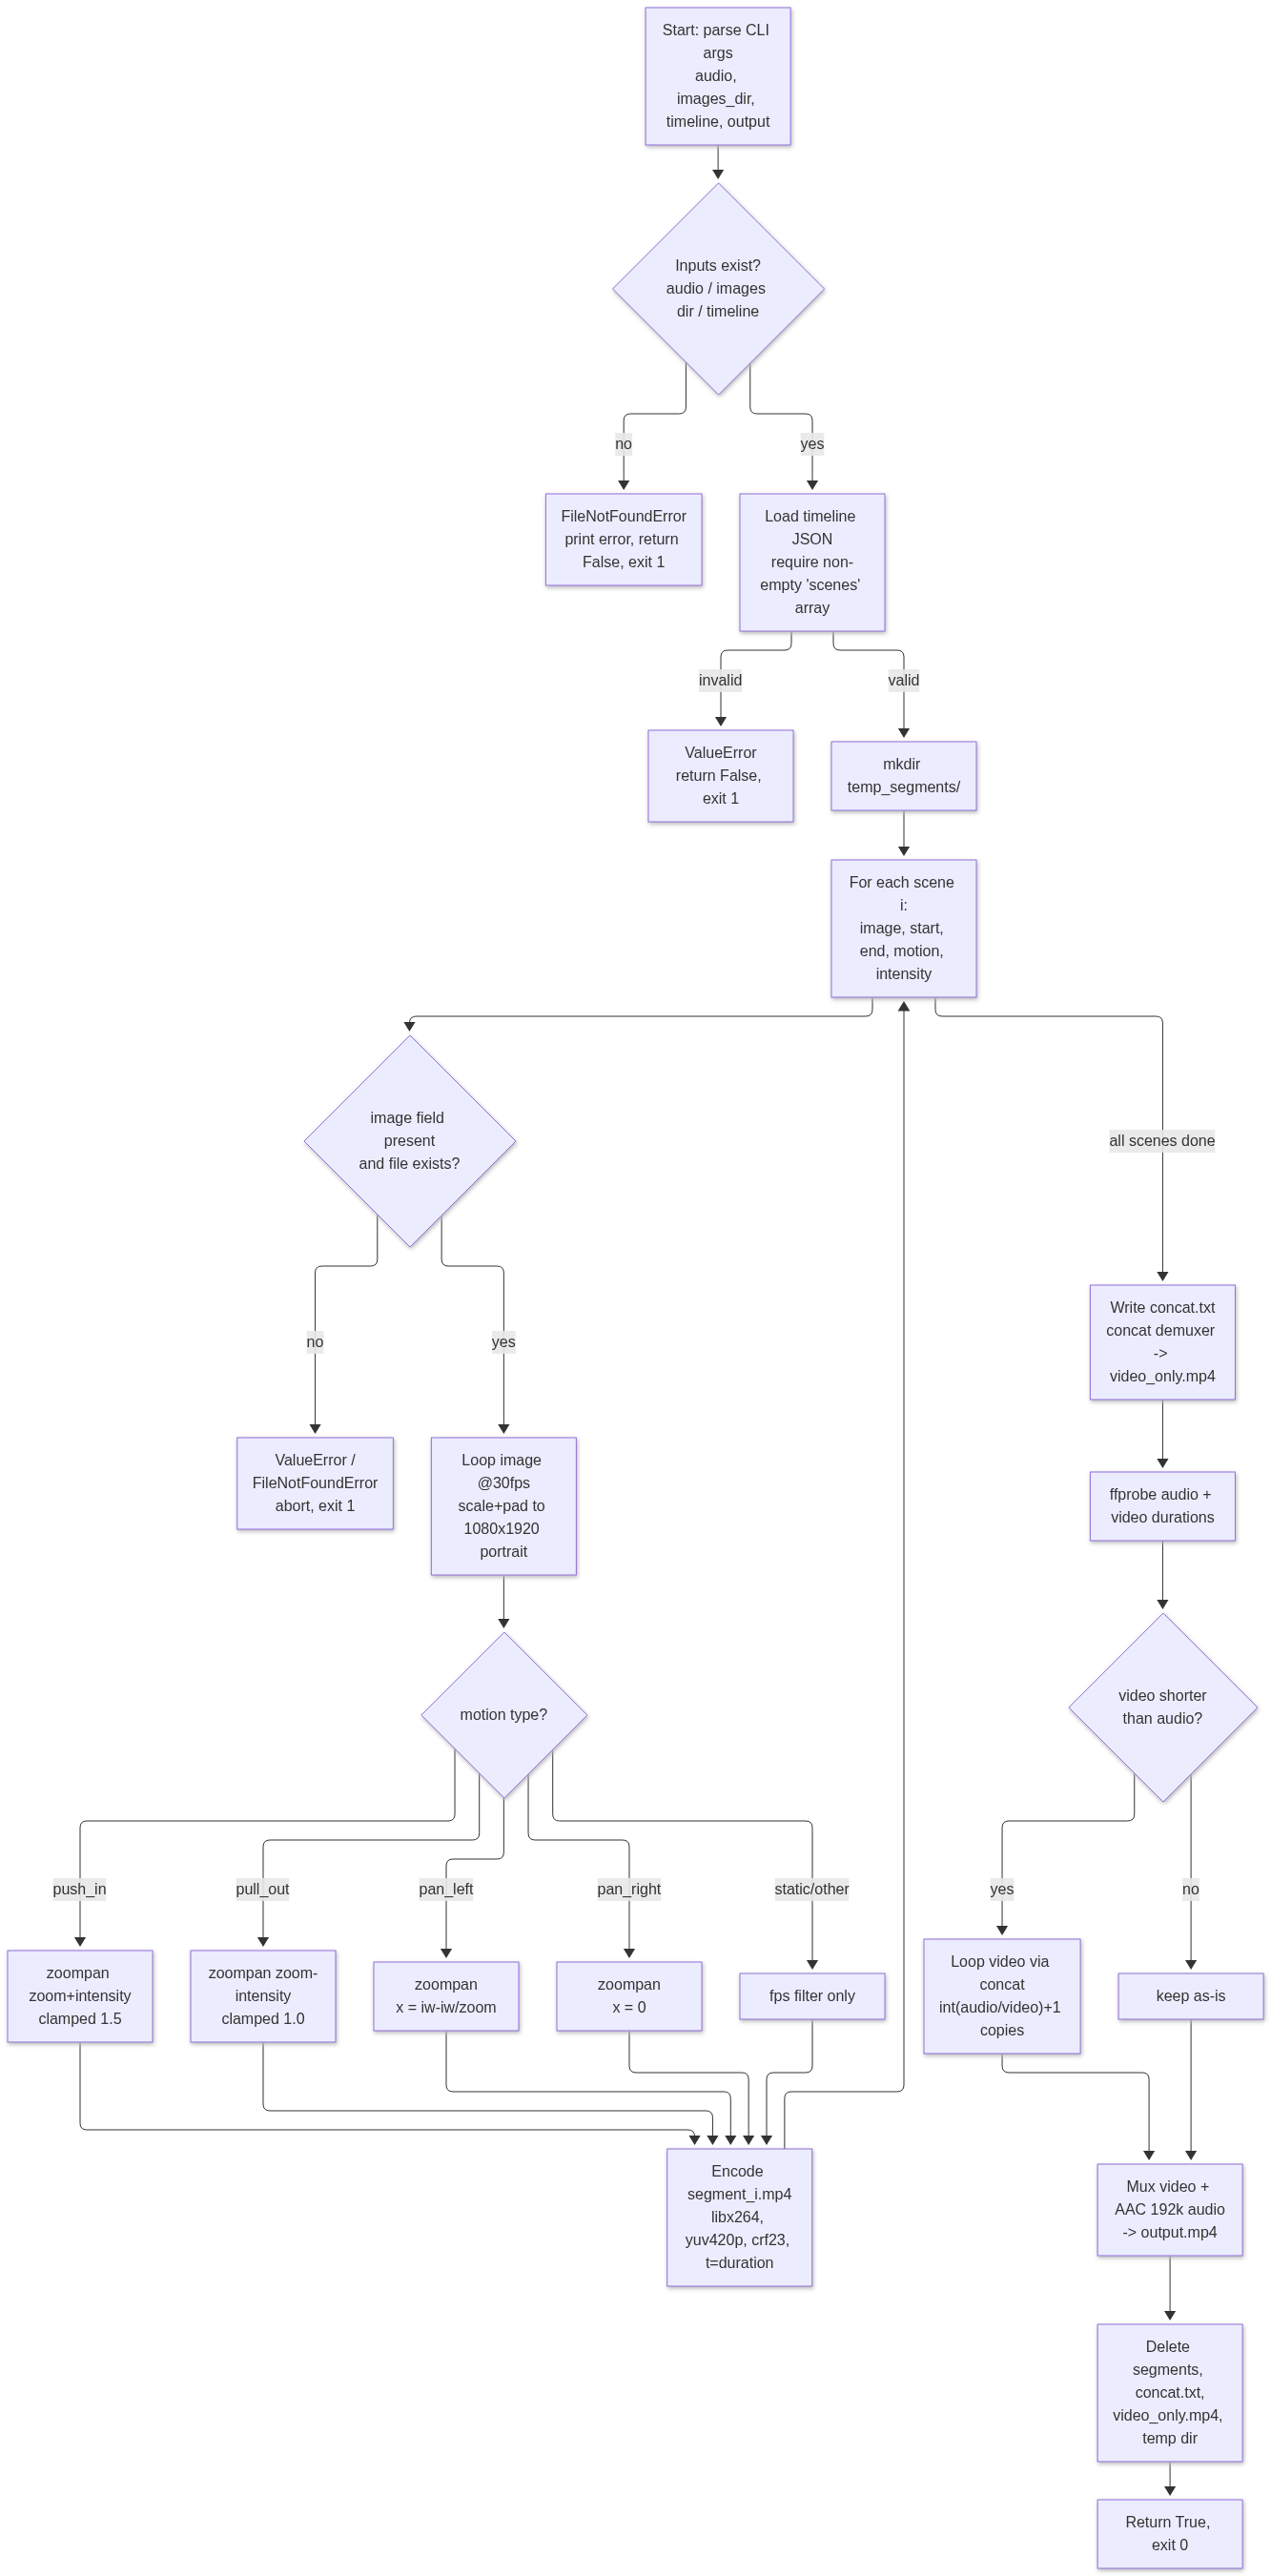 Start: parse CLI
args
audio,
images_dir,
timeline, output
Inputs exist?
audio / images
dir / timeline
no
yes
FileNotFoundError
print error, return
False, exit 1
Load timeline
JSON
require non-
empty 'scenes'
array
invalid
valid
ValueError
return False,
exit 1
mkdir
temp_segments/
For each scene
i:
image, start,
end, motion,
intensity
image field
present
and file exists?
all scenes done
no
yes
Write concat.txt
concat demuxer
->
video_only.mp4
ValueError /
FileNotFoundError
abort, exit 1
Loop image
@30fps
scale+pad to
1080x1920
portrait
ffprobe audio +
video durations
motion type?
video shorter
than audio?
push_in
pull_out
pan_left
pan_right
static/other
yes
no
zoompan
zoom+intensity
clamped 1.5
zoompan zoom-
intensity
clamped 1.0
zoompan
x = iw-iw/zoom
zoompan
x = 0
fps filter only
Loop video via
concat
int(audio/video)+1
copies
keep as-is
Encode
segment_i.mp4
libx264,
yuv420p, crf23,
t=duration
Mux video +
AAC 192k audio
-> output.mp4
Delete
segments,
concat.txt,
video_only.mp4,
temp dir
Return True,
exit 0